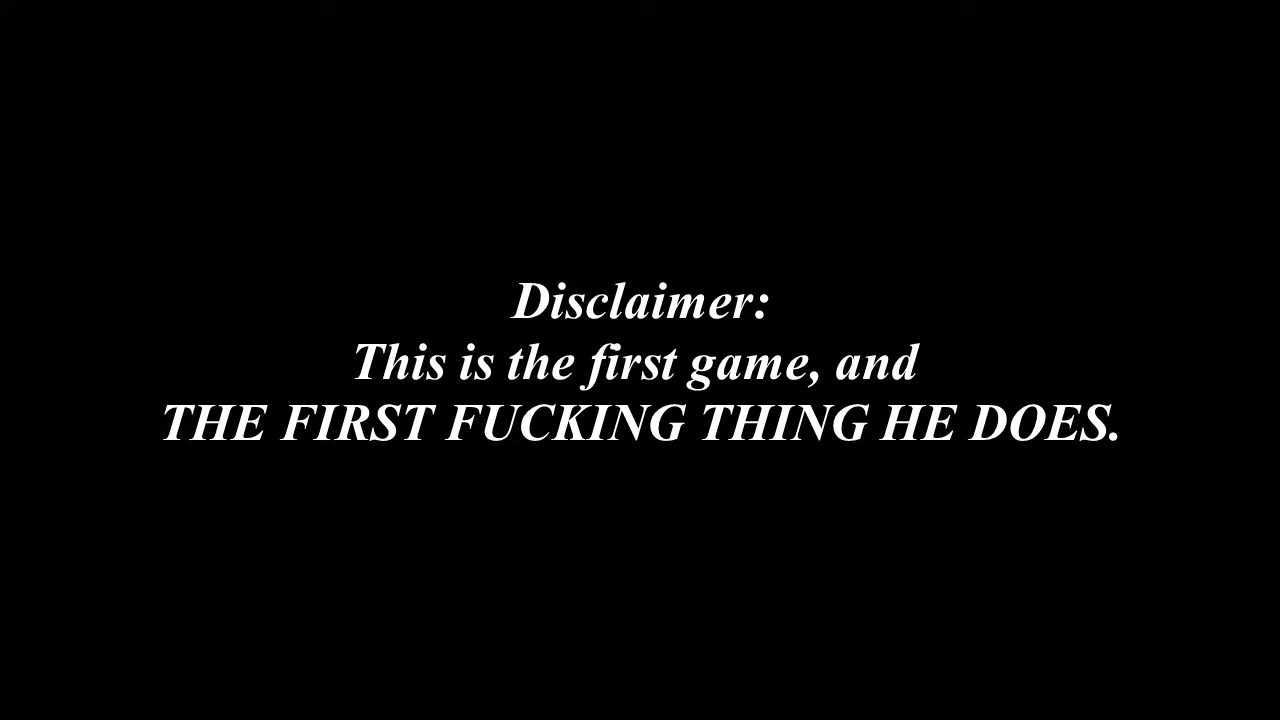 Disclaimer:
This is the first game, and
THE FIRST FUCKING THING HE DOES.